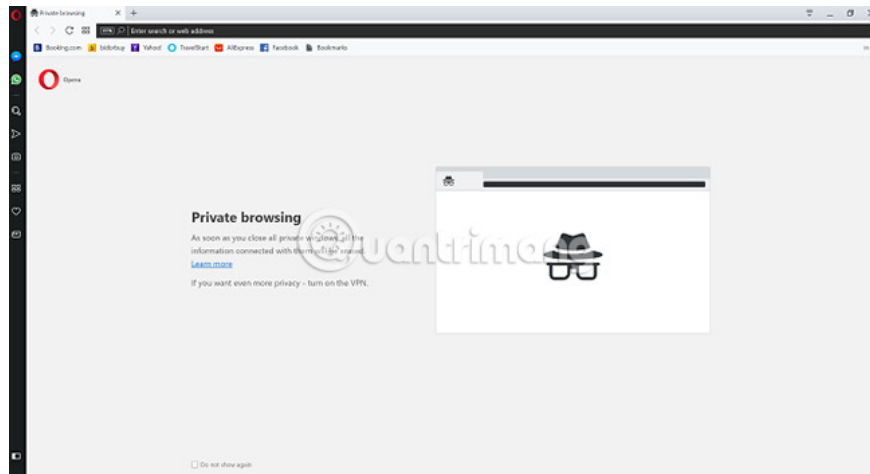 Private browsing
VPN
Enter search or web address
Booking.com bidorbuy Yahoo! TravelStart AliExpress Facebook Bookmarks
Opera
Private browsing
As soon as you close all private windows, all the
information connected with them will be erased.
Learn more
If you want even more privacy - turn on the VPN.
uantrimang
Do not show again